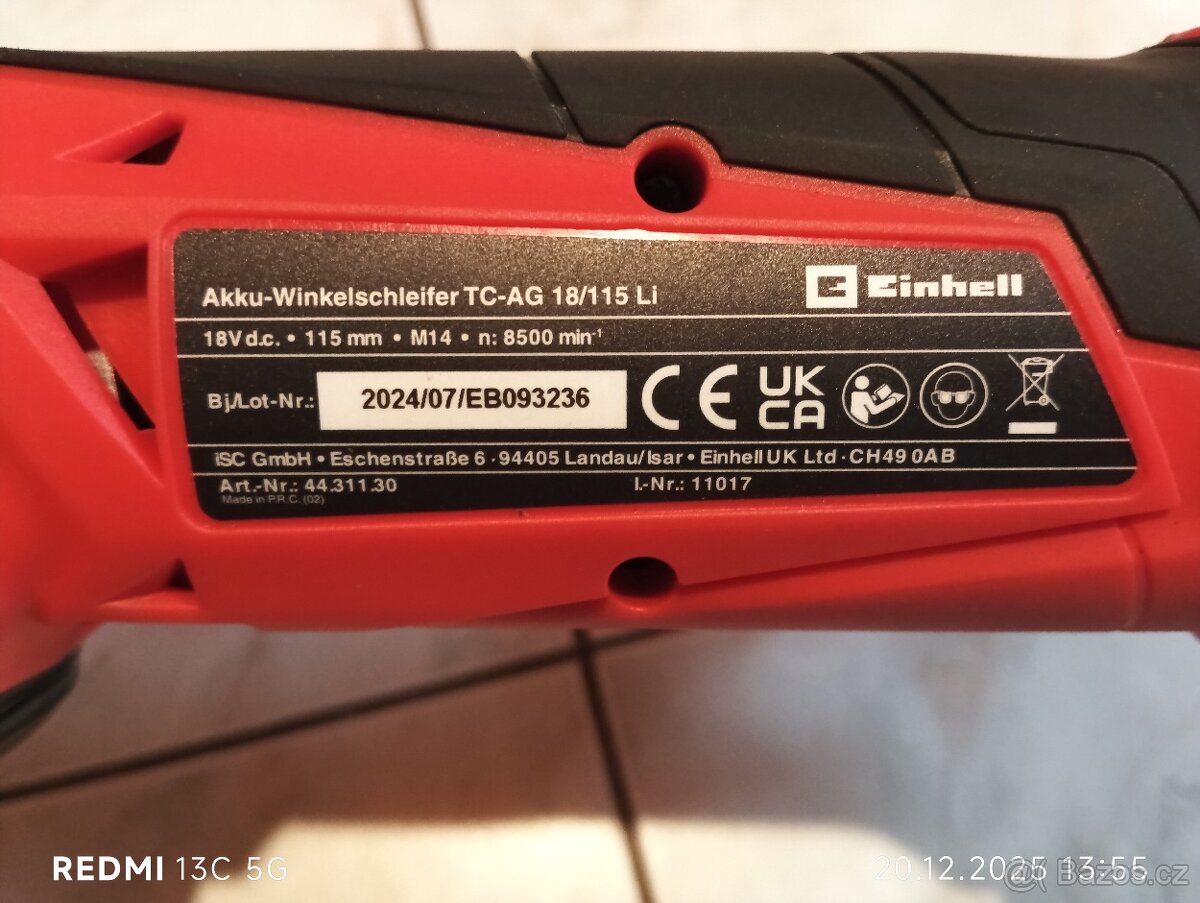 Akku-Winkelschleifer TC-AG 18/115 Li
Einhell
18V d.c. • 115 mm • M14 • n: 8500 min⁻¹
Bj./Lot-Nr.: 2024/07/EB093236
CE
UK
CA
iSC GmbH • Eschenstraße 6 · 94405 Landau/Isar • Einhell UK Ltd · CH49 0AB
Art.-Nr.: 44.311.30
I.-Nr.: 11017
Made in P.R.C. (02)
REDMI 13C 5G
20.12.2025 13:55
@ Bazoš.cz